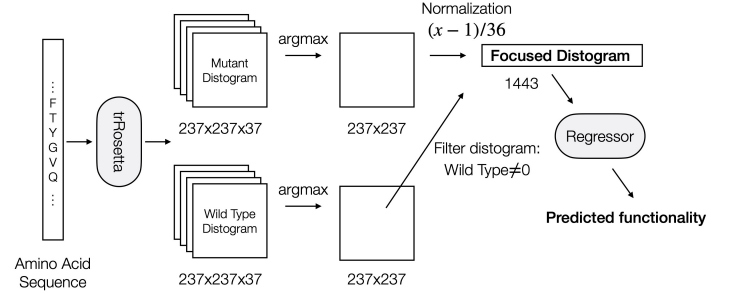 ⋮
F
T
Y
G
V
Q
⋮
Amino Acid
Sequence
trRosetta
Mutant
Distogram
237x237x37
argmax
237x237
Wild Type
Distogram
237x237x37
argmax
237x237
Normalization
(x − 1)/36
Focused Distogram
1443
Filter distogram:
Wild Type≠0
Regressor
Predicted functionality